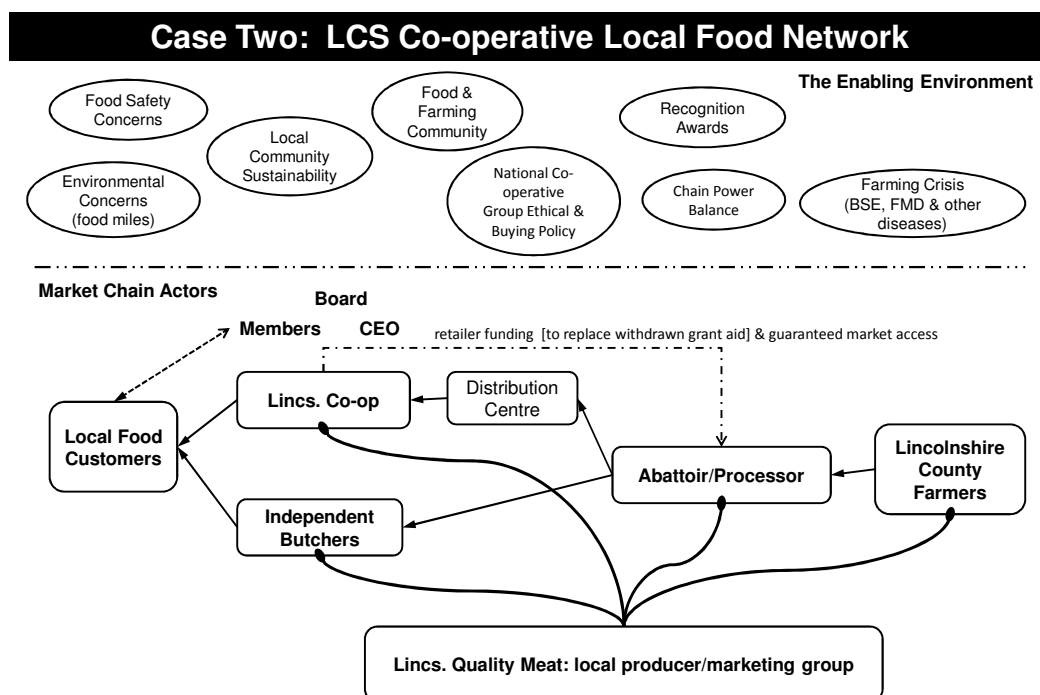 Case Two: LCS Co-operative Local Food Network
The Enabling Environment
Food Safety
Concerns
Local
Community
Sustainability
Food &
Farming
Community
Recognition
Awards
Environmental
Concerns
(food miles)
National Co-
operative
Group Ethical &
Buying Policy
Chain Power
Balance
Farming Crisis
(BSE, FMD & other
diseases)
Market Chain Actors
Board
Members
CEO
retailer funding [to replace withdrawn grant aid] & guaranteed market access
Lincs. Co-op
Distribution
Centre
Local Food
Customers
Abattoir/Processor
Lincolnshire
County
Farmers
Independent
Butchers
Lincs. Quality Meat: local producer/marketing group